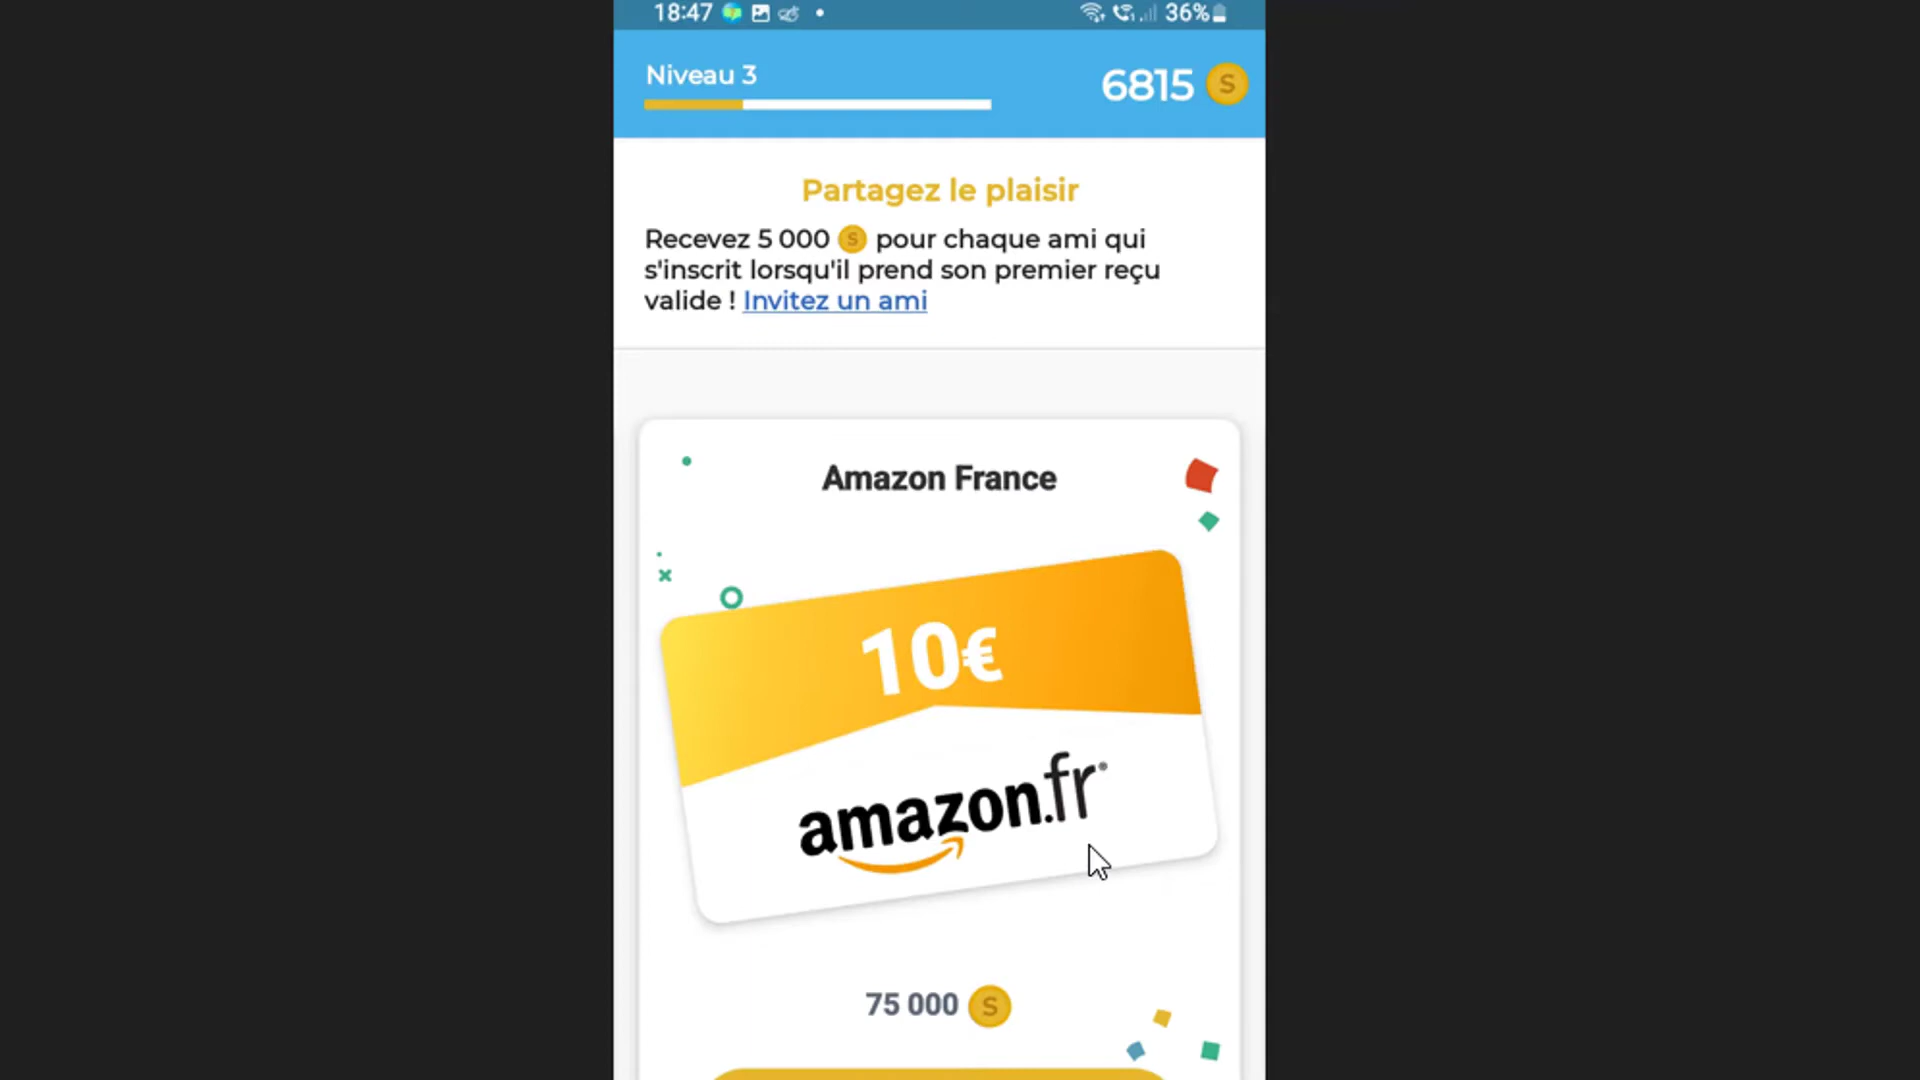 18:47 36%
Niveau 3
6815 S
Partagez le plaisir
Recevez 5 000 S pour chaque ami qui
s'inscrit lorsqu'il prend son premier reçu
valide ! Invitez un ami
Amazon France
10€
amazon.fr
75 000 S